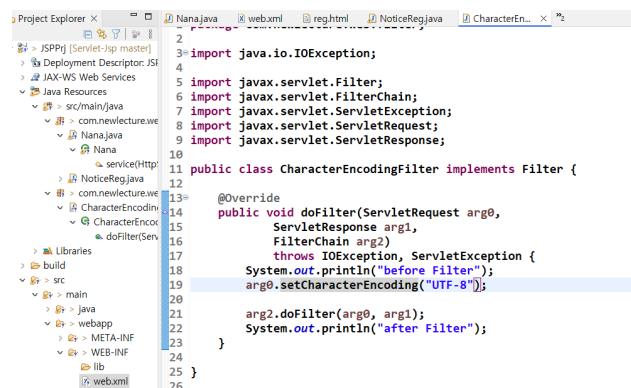 Project Explorer
Nana.java
web.xml
reg.html
NoticeReg.java
CharacterEn...
2
> JSPPrj [Servlet-Jsp master]
> Deployment Descriptor: JSF
> JAX-WS Web Services
Java Resources
> src/main/java
> com.newlecture.we
> Nana.java
> Nana
service(Https
> NoticeReg.java
> com.newlecture.we
> CharacterEncodin
> CharacterEncod
doFilter(Serv
Libraries
> build
> src
> main
> java
> webapp
> META-INF
> WEB-INF
lib
web.xml
2
3 import java.io.IOException;
4
5 import javax.servlet.Filter;
6 import javax.servlet.FilterChain;
7 import javax.servlet.ServletException;
8 import javax.servlet.ServletRequest;
9 import javax.servlet.ServletResponse;
10
11 public class CharacterEncodingFilter implements Filter {
12
13 @Override
14 public void doFilter(ServletRequest arg0,
15 ServletResponse arg1,
16 FilterChain arg2)
17 throws IOException, ServletException {
18 System.out.println("before Filter");
19 arg0.setCharacterEncoding("UTF-8");
20
21 arg2.doFilter(arg0, arg1);
22 System.out.println("after Filter");
23 }
24
25 }
26